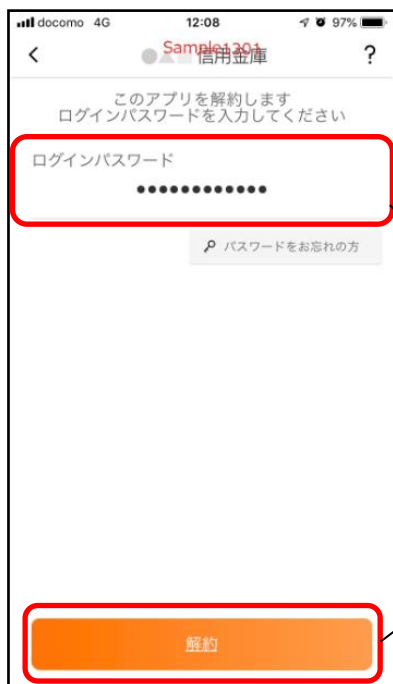 docomo 4G 12:08 97%
Sample1201
信用金庫 ?
このアプリを解約します
ログインパスワードを入力してください
ログインパスワード
●●●●●●●●●●●●
パスワードをお忘れの方
解約